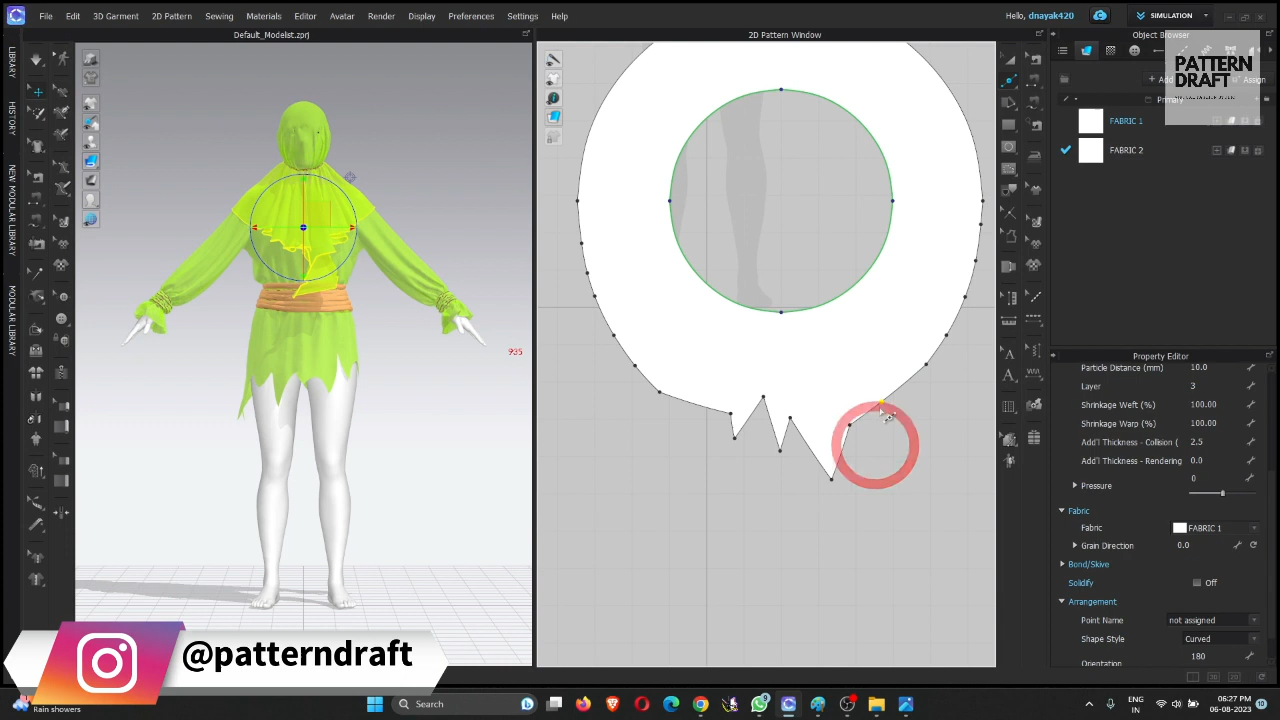 File Edit 3D Garment 2D Pattern Sewing Materials Editor Avatar Render Display Preferences Settings Help
Hello, dnayak420
SIMULATION
Default_Modelist.zprj
2D Pattern Window
Object Browser
LIBRARY
HISTORY
NEW MODULAR LIBRARY
MODULAR LIBRARY
PATTERN
DRAFT
+ Add
Assign
Primary
FABRIC 1
FABRIC 2
935
Property Editor
Particle Distance (mm) 10.0
Layer 3
Shrinkage Weft (%) 100.00
Shrinkage Warp (%) 100.00
Add'l Thickness - Collision ( 2.5
Add'l Thickness - Rendering 0.0
Pressure 0
Fabric
Fabric FABRIC 1
Grain Direction 0.0
Bond/Skive
Solidify Off
Arrangement
Point Name not assigned
Shape Style Curved
Orientation 180
@patterndraft
Rain showers
Search
9
ENG
IN
06:27 PM
06-08-2023